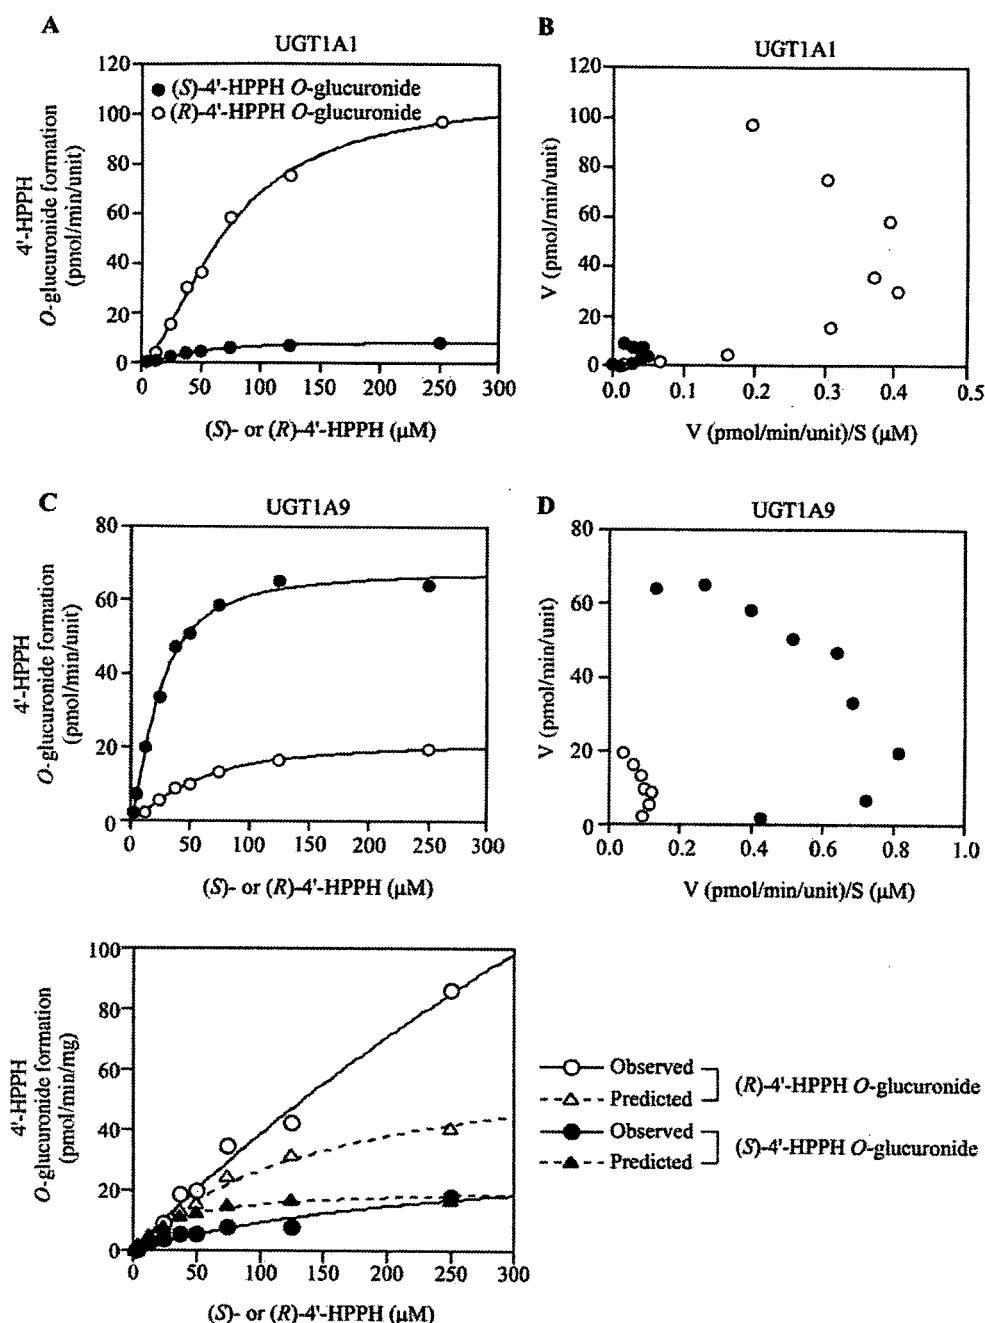 A
UGT1A1
120
100
80
60
40
20
0
0
50
100
150
200
250
300
4'-HPPH
O-glucuronide formation
(pmol/min/unit)
(S)-4'-HPPH O-glucuronide
(R)-4'-HPPH O-glucuronide
(S)- or (R)-4'-HPPH (μM)
B
UGT1A1
120
100
80
60
40
20
0
0.0
0.1
0.2
0.3
0.4
0.5
V (pmol/min/unit)
V (pmol/min/unit)/S (μM)
C
UGT1A9
80
60
40
20
0
0
50
100
150
200
250
300
4'-HPPH
O-glucuronide formation
(pmol/min/unit)
(S)- or (R)-4'-HPPH (μM)
D
UGT1A9
80
60
40
20
0
0.0
0.2
0.4
0.6
0.8
1.0
V (pmol/min/unit)
V (pmol/min/unit)/S (μM)
100
80
60
40
20
0
0
50
100
150
200
250
300
4'-HPPH
O-glucuronide formation
(pmol/min/mg)
(S)- or (R)-4'-HPPH (μM)
Observed
Predicted
(R)-4'-HPPH O-glucuronide
Observed
Predicted
(S)-4'-HPPH O-glucuronide